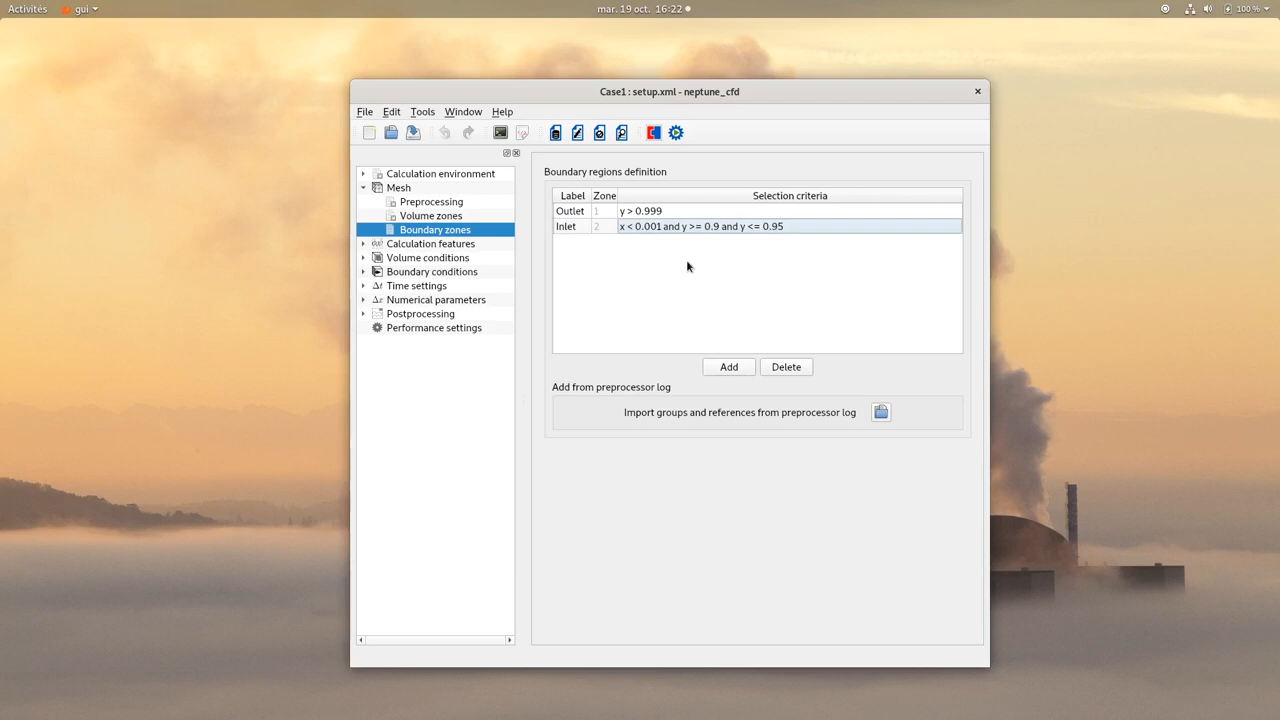 Activités gui mar. 19 oct. 16:22 100 %
Case1 : setup.xml - neptune_cfd
File Edit Tools Window Help
Calculation environment
Mesh
Preprocessing
Volume zones
Boundary zones
Calculation features
Volume conditions
Boundary conditions
Δt Time settings
Δx Numerical parameters
Postprocessing
Performance settings
Boundary regions definition
Label Zone Selection criteria
Outlet 1 y > 0.999
Inlet 2 x < 0.001 and y >= 0.9 and y <= 0.95
Add Delete
Add from preprocessor log
Import groups and references from preprocessor log